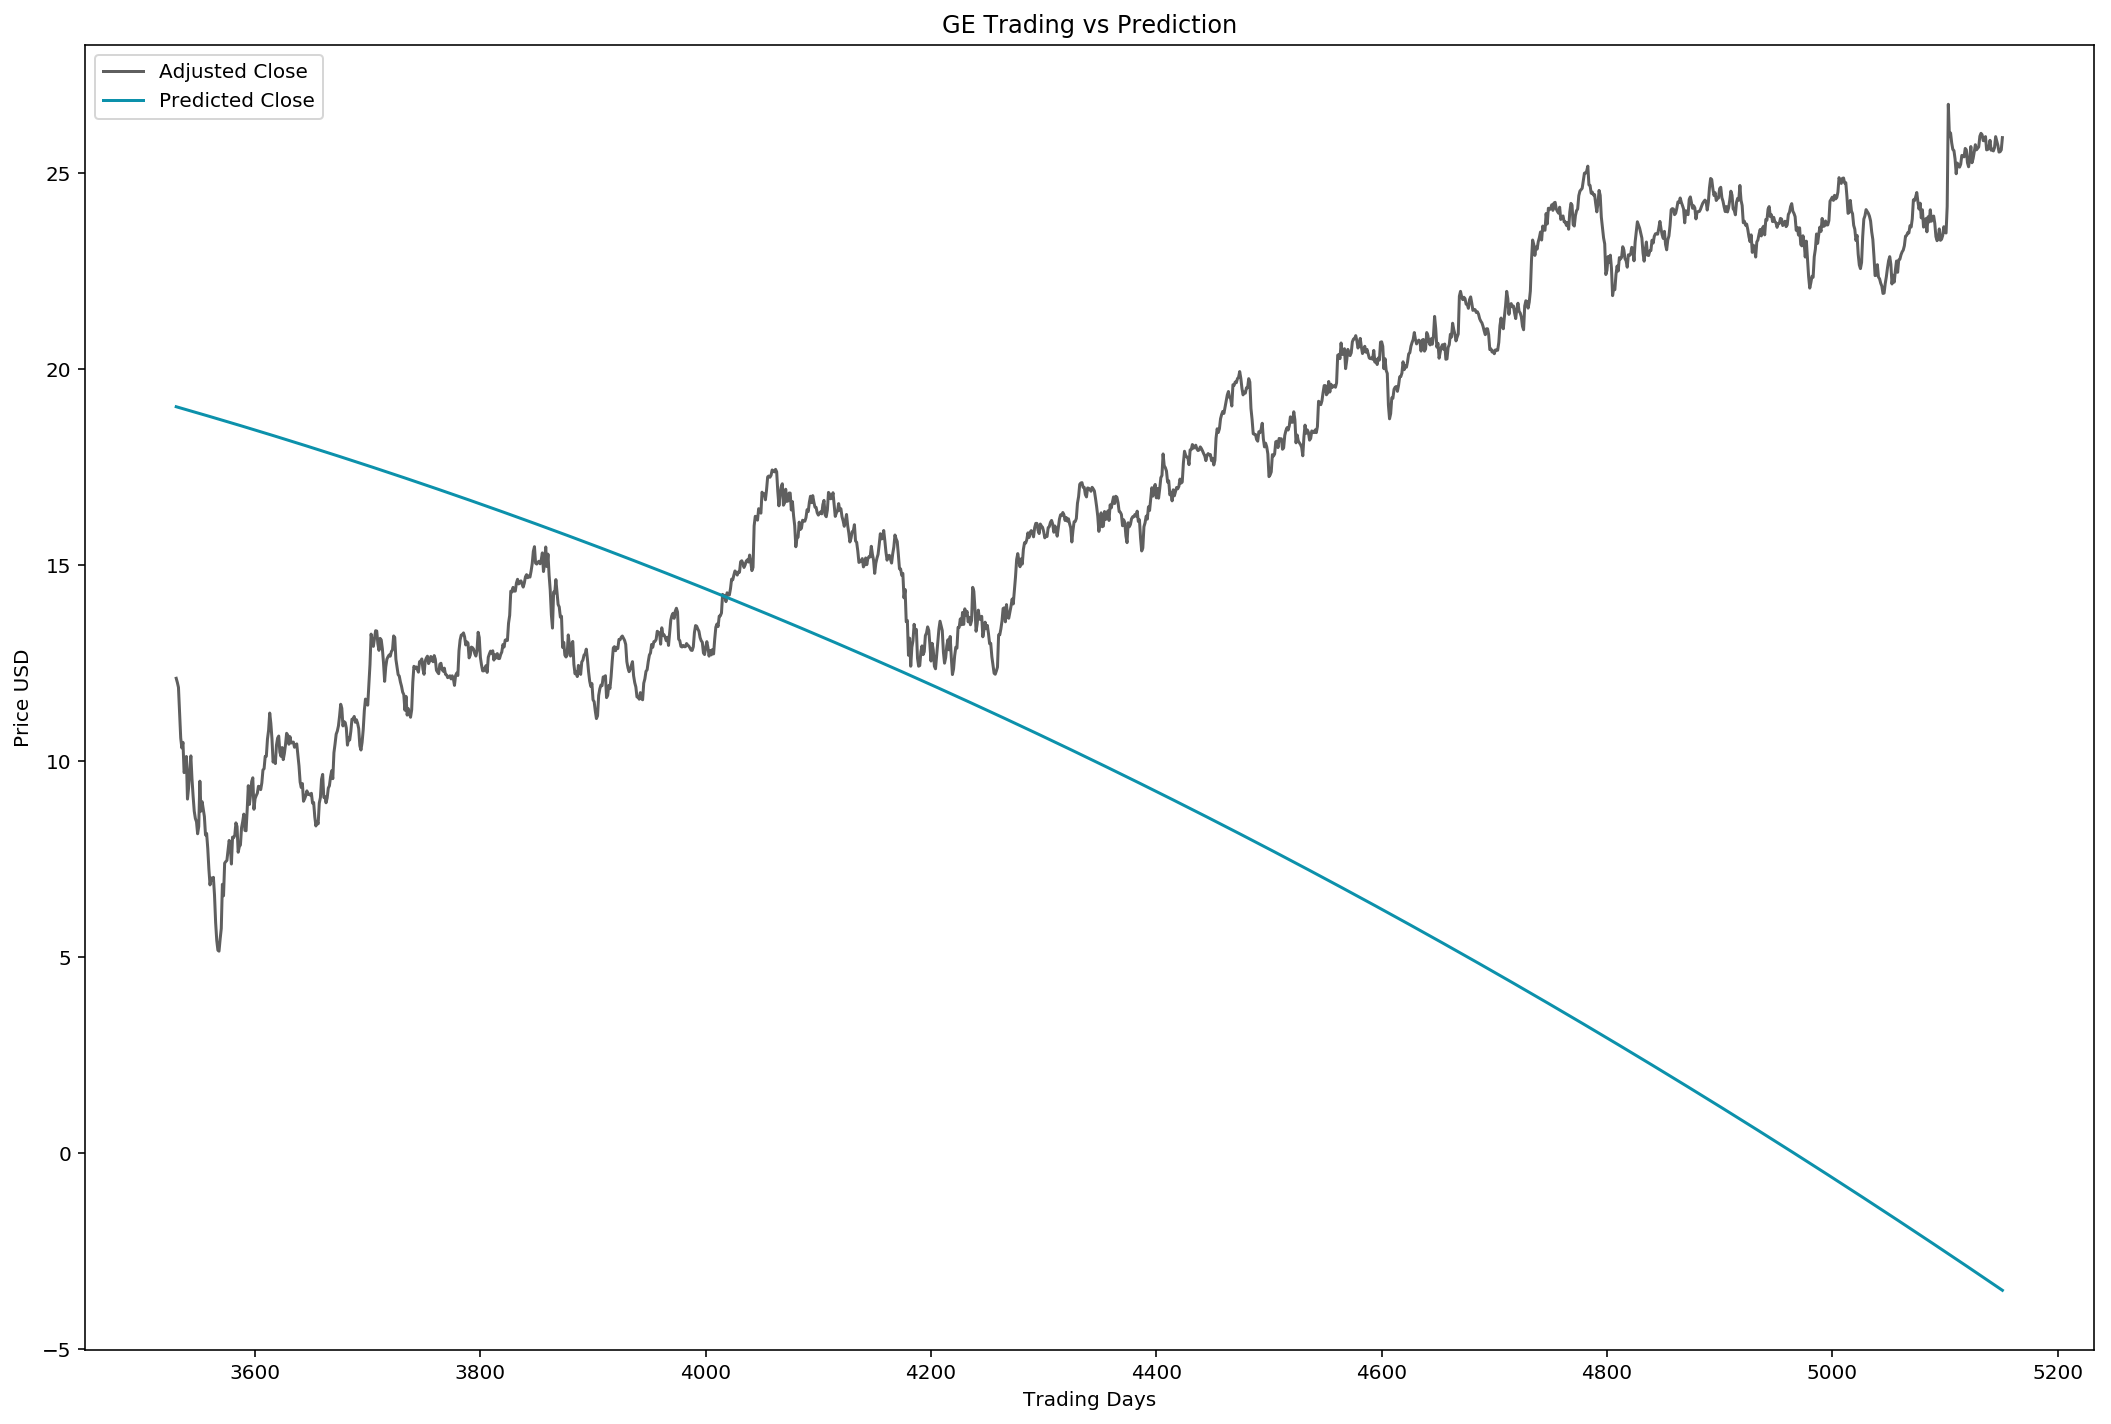 GE Trading vs Prediction
Adjusted Close
Predicted Close
Price USD
25
20
15
10
5
0
−5
3600 3800 4000 4200 4400 4600 4800 5000 5200
Trading Days